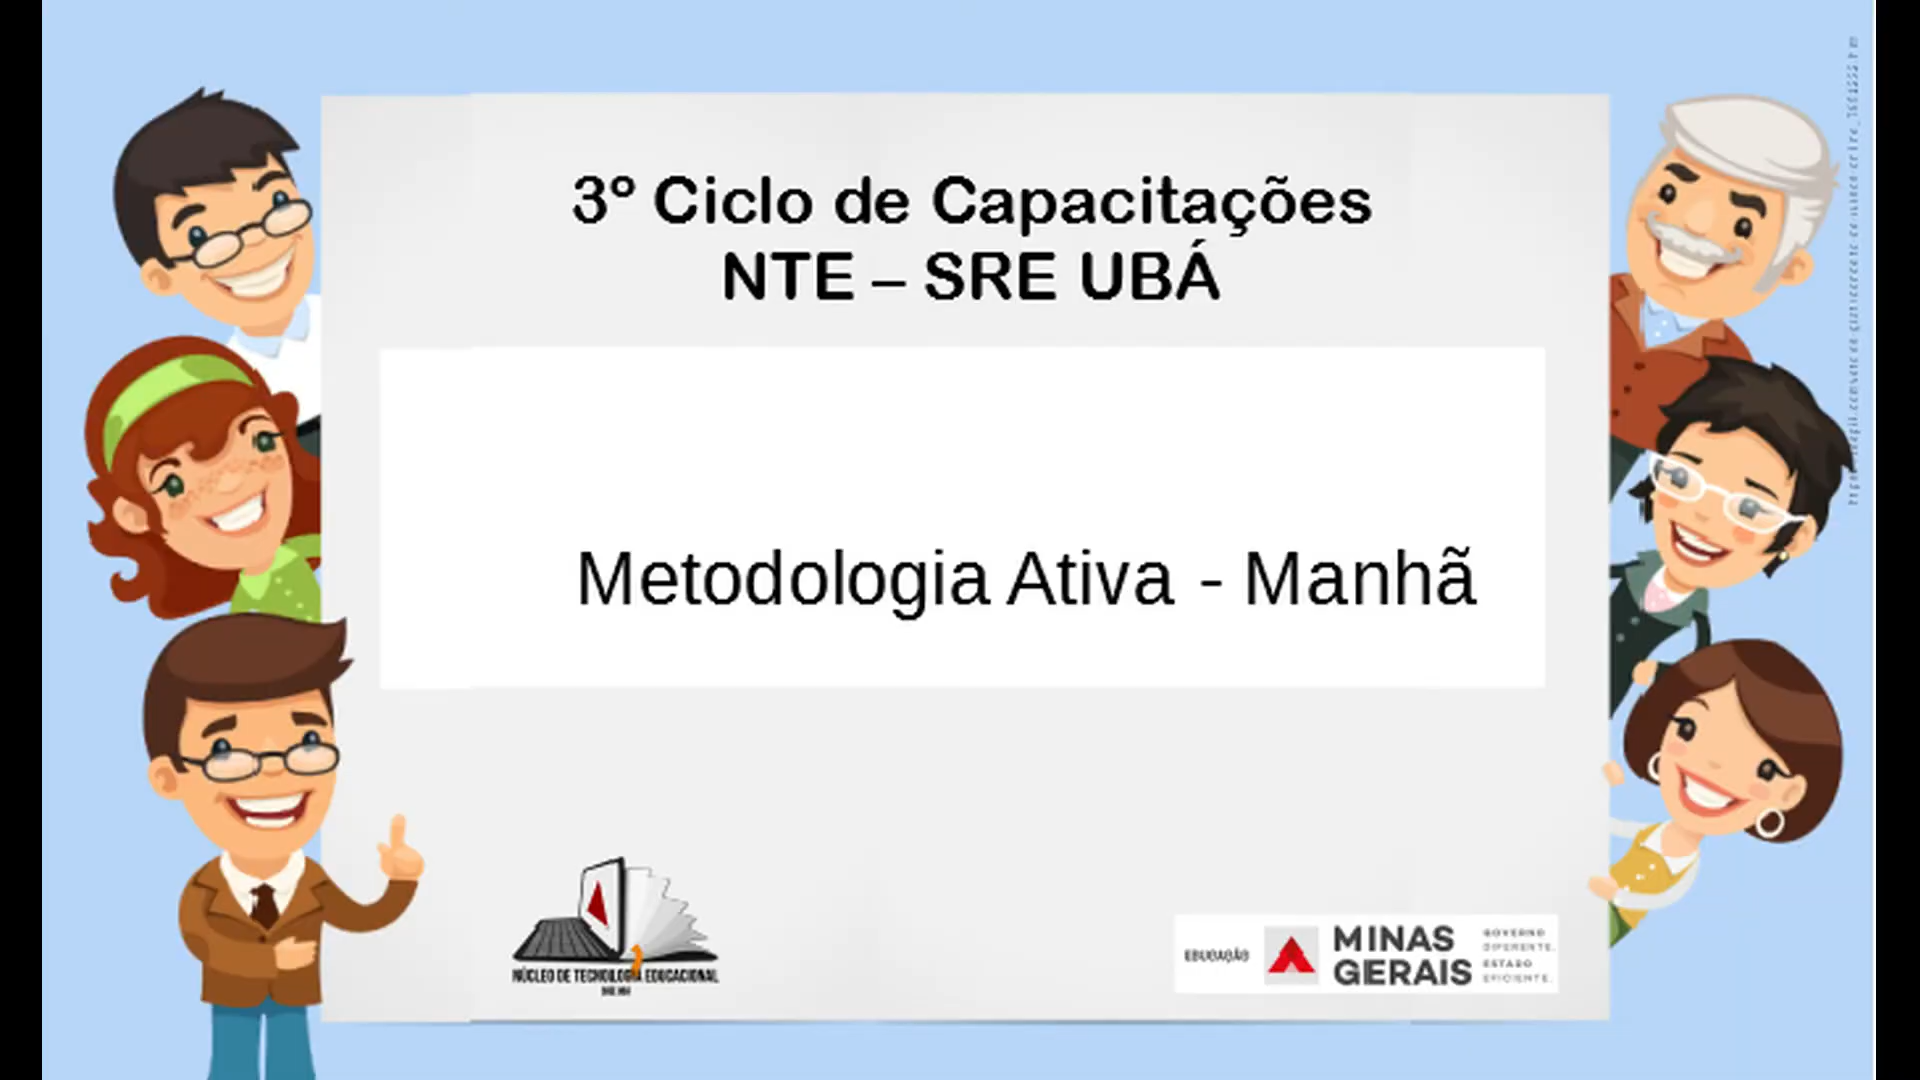 3º Ciclo de Capacitações
NTE – SRE UBÁ
Metodologia Ativa - Manhã
NÚCLEO DE TECNOLOGIA EDUCACIONAL
EDUCAÇÃO
MINAS
GERAIS
GOVERNO
DIFERENTE.
ESTADO
EFICIENTE.